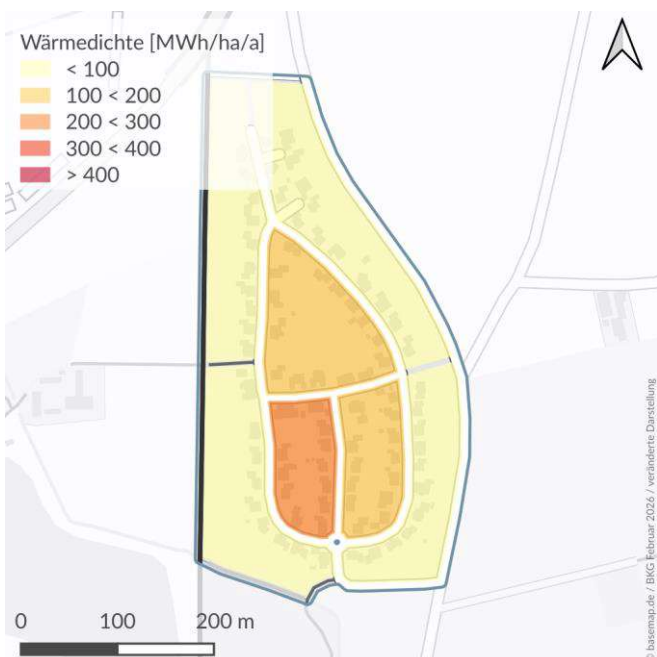 Wärmedichte [MWh/ha/a]
< 100
100 < 200
200 < 300
300 < 400
> 400
0 100 200 m
© basemap.de / BKG Februar 2026 / veränderte Darstellung